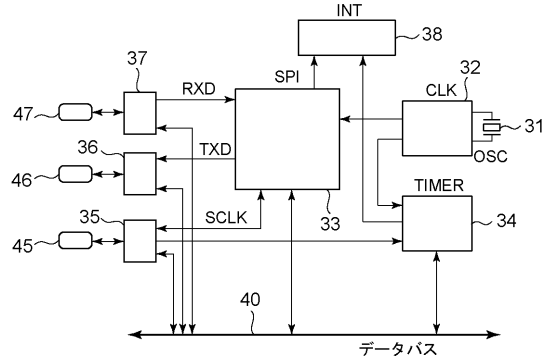 INT
38
37
SPI
32
CLK
RXD
47
31
OSC
36
TXD
46
TIMER
35
SCLK
33
34
45
40
データバス